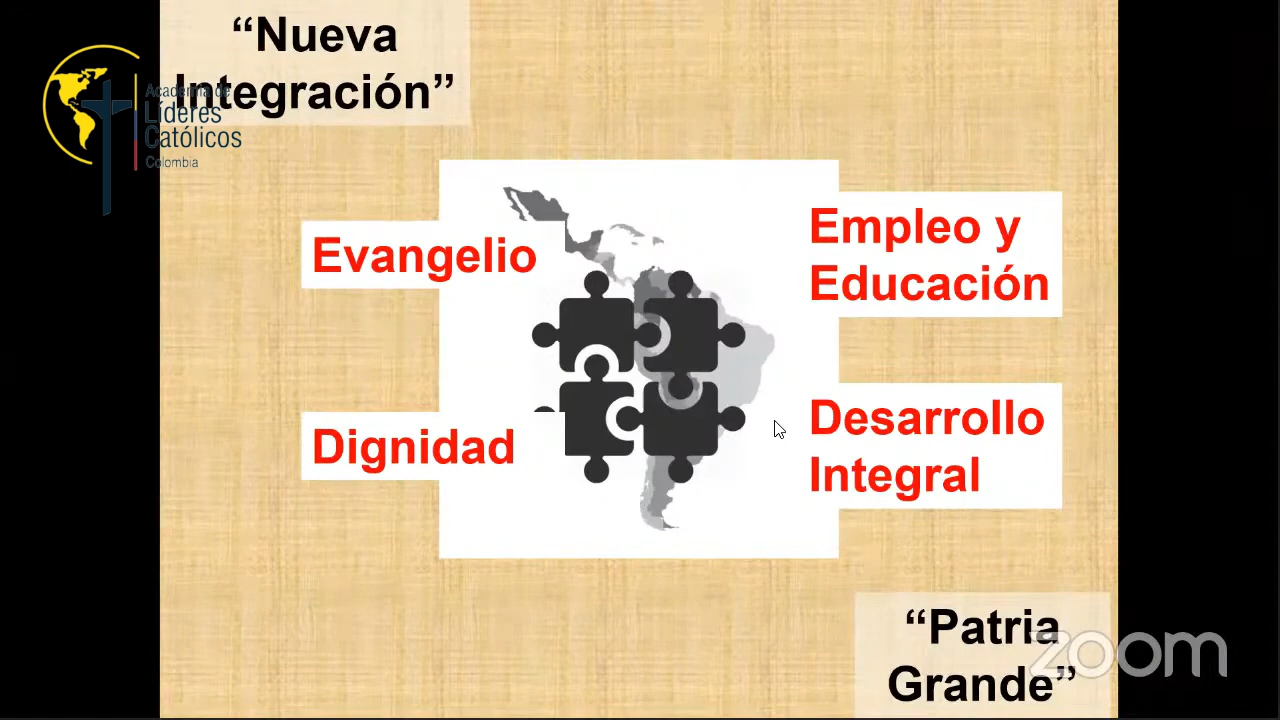 “Nueva
Integración”
Academia de
Líderes
Católicos
Colombia
Evangelio
Empleo y
Educación
Dignidad
Desarrollo
Integral
“Patria
Grande”
zoom